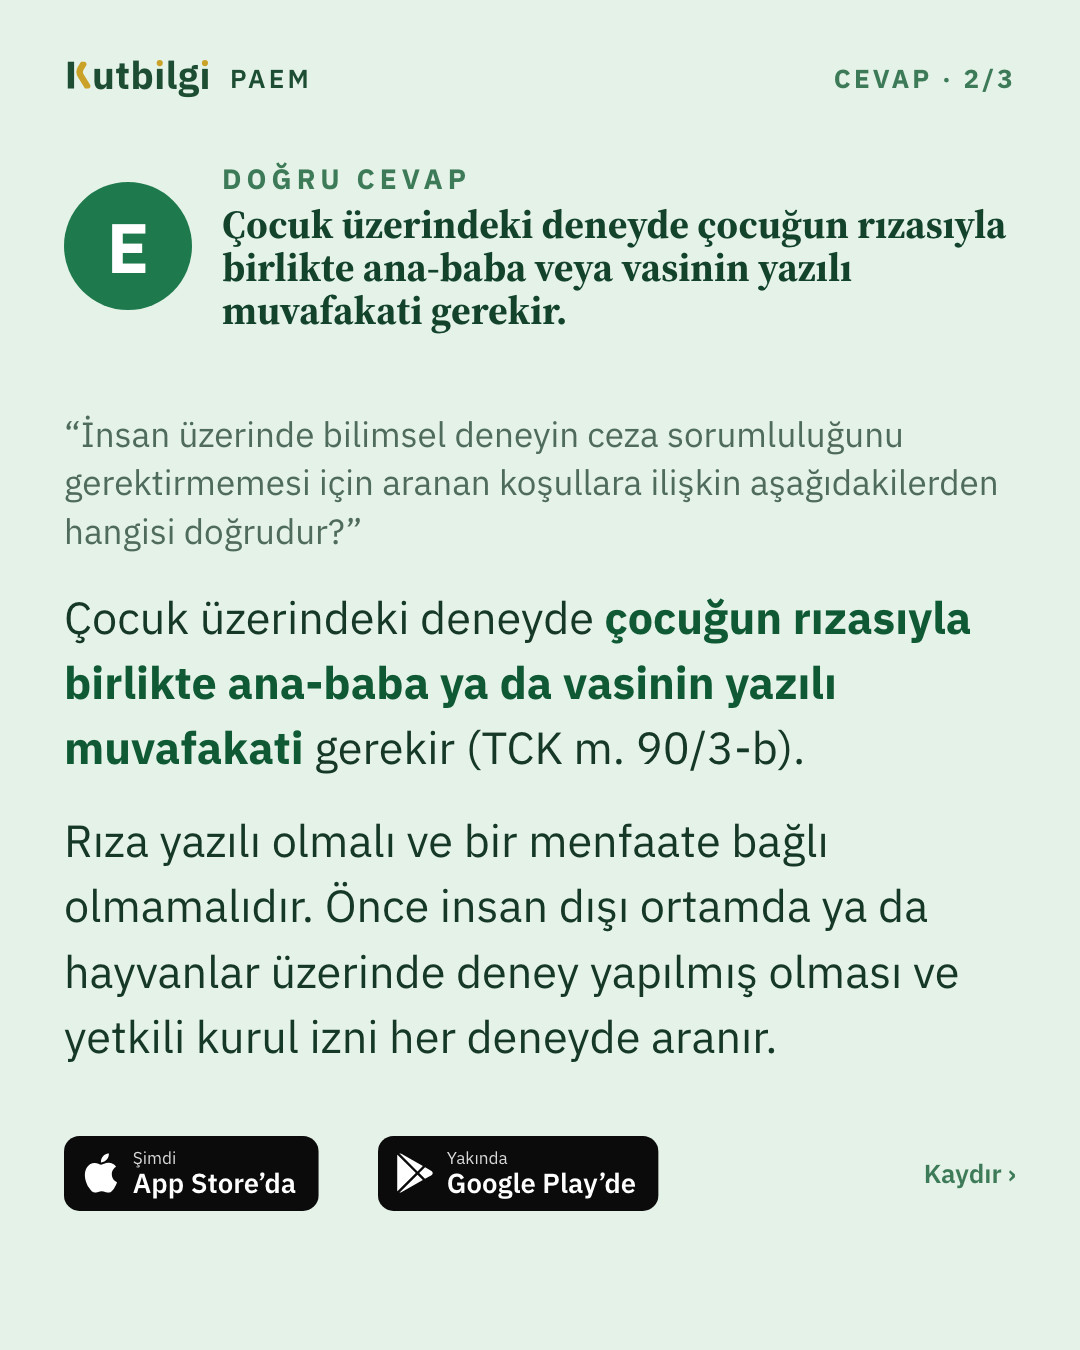 Kutbilgi PAEM
CEVAP · 2/3
E
DOĞRU CEVAP
Çocuk üzerindeki deneyde çocuğun rızasıyla
birlikte ana-baba veya vasinin yazılı
muvafakati gerekir.
“İnsan üzerinde bilimsel deneyin ceza sorumluluğunu
gerektirmemesi için aranan koşullara ilişkin aşağıdakilerden
hangisi doğrudur?”
Çocuk üzerindeki deneyde çocuğun rızasıyla
birlikte ana-baba ya da vasinin yazılı
muvafakati gerekir (TCK m. 90/3-b).
Rıza yazılı olmalı ve bir menfaate bağlı
olmamalıdır. Önce insan dışı ortamda ya da
hayvanlar üzerinde deney yapılmış olması ve
yetkili kurul izni her deneyde aranır.
Şimdi
App Store’da
Yakında
Google Play’de
Kaydır ›